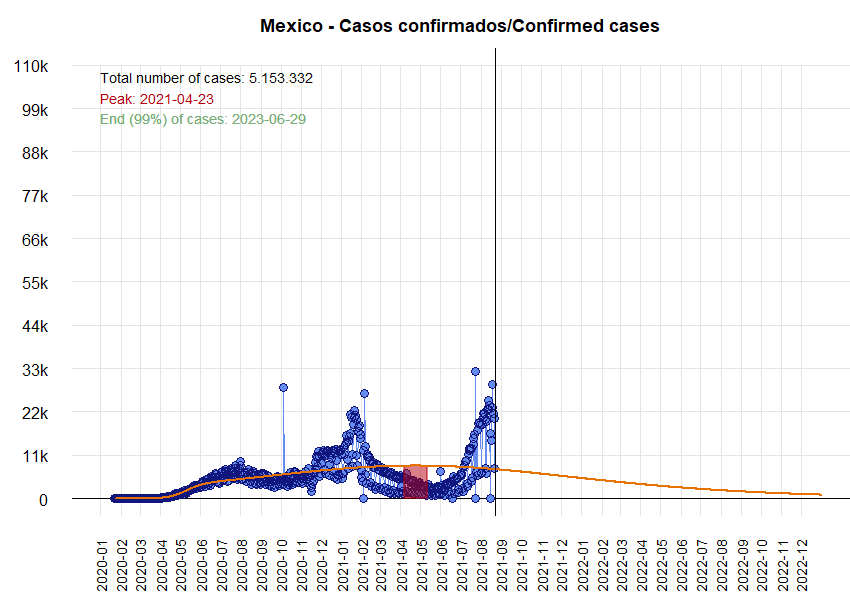 Mexico - Casos confirmados/Confirmed cases
110k
Total number of cases: 5.153.332
Peak: 2021-04-23
99k
End (99%) of cases: 2023-06-29
88k
77k
66k
55k
44k
33k
22k
11k
0
2020-01
2020-02
2020-03
2020-04
2020-05
2020-06
2020-07
2020-08
2020-09
2020-10
2020-11
2020-12
2021-01
2021-02
2021-03
2021-04
2021-05
2021-06
2021-07
2021-08
2021-09
2021-10
2021-11
2021-12
2022-01
2022-02
2022-03
2022-04
2022-05
2022-06
2022-07
2022-08
2022-09
2022-10
2022-11
2022-12